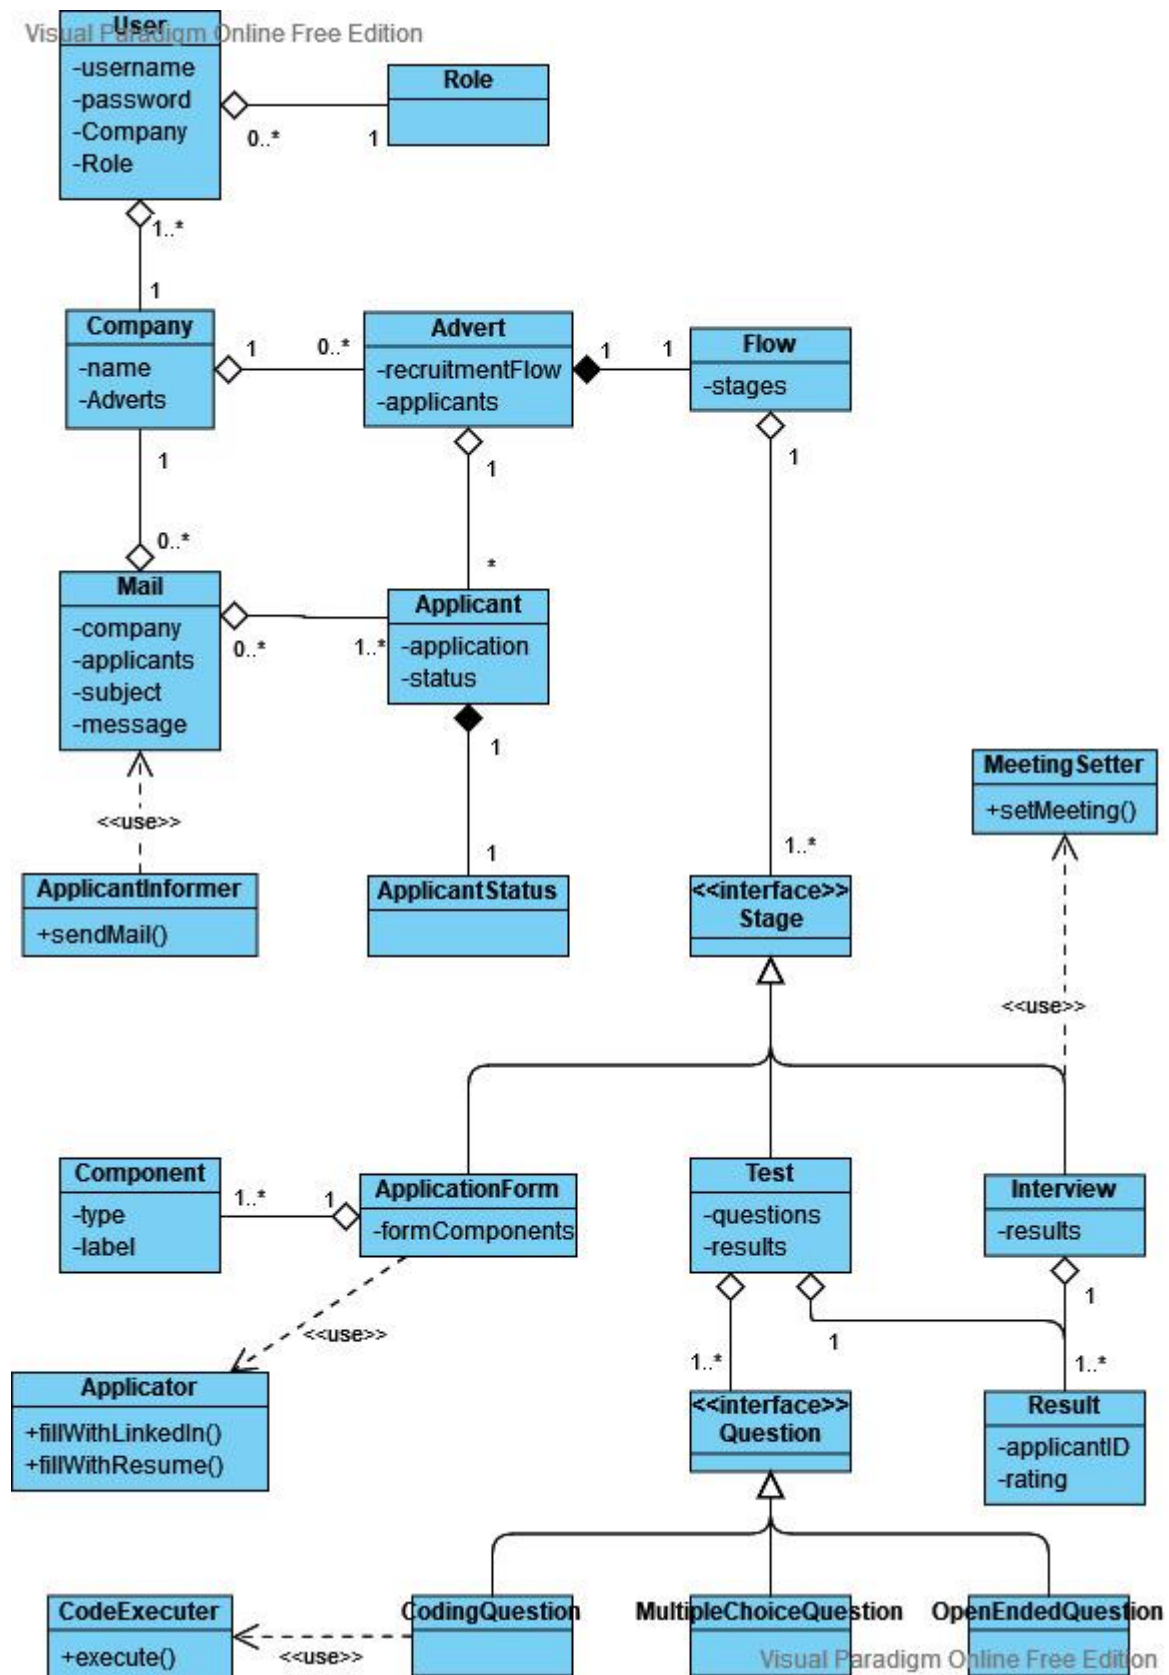 Visual Paradigm Online Free Edition
User
-username
-password
-Company
-Role
Role
0..*
1
1..*
1
Company
-name
-Adverts
1
0..*
Advert
-recruitmentFlow
-applicants
1
1
Flow
-stages
1
1
1
0..*
*
Mail
-company
-applicants
-subject
-message
0..*
1..*
Applicant
-application
-status
1
MeetingSetter
+setMeeting()
<<use>>
1
1..*
ApplicantInformer
+sendMail()
ApplicantStatus
<<interface>>
Stage
<<use>>
Component
-type
-label
1..*
1
ApplicationForm
-formComponents
Test
-questions
-results
Interview
-results
1
<<use>>
1
1..*
1..*
Applicator
+fillWithLinkedIn()
+fillWithResume()
<<interface>>
Question
Result
-applicantID
-rating
CodeExecuter
+execute()
<<use>>
CodingQuestion
MultipleChoiceQuestion
OpenEndedQuestion
Visual Paradigm Online Free Edition